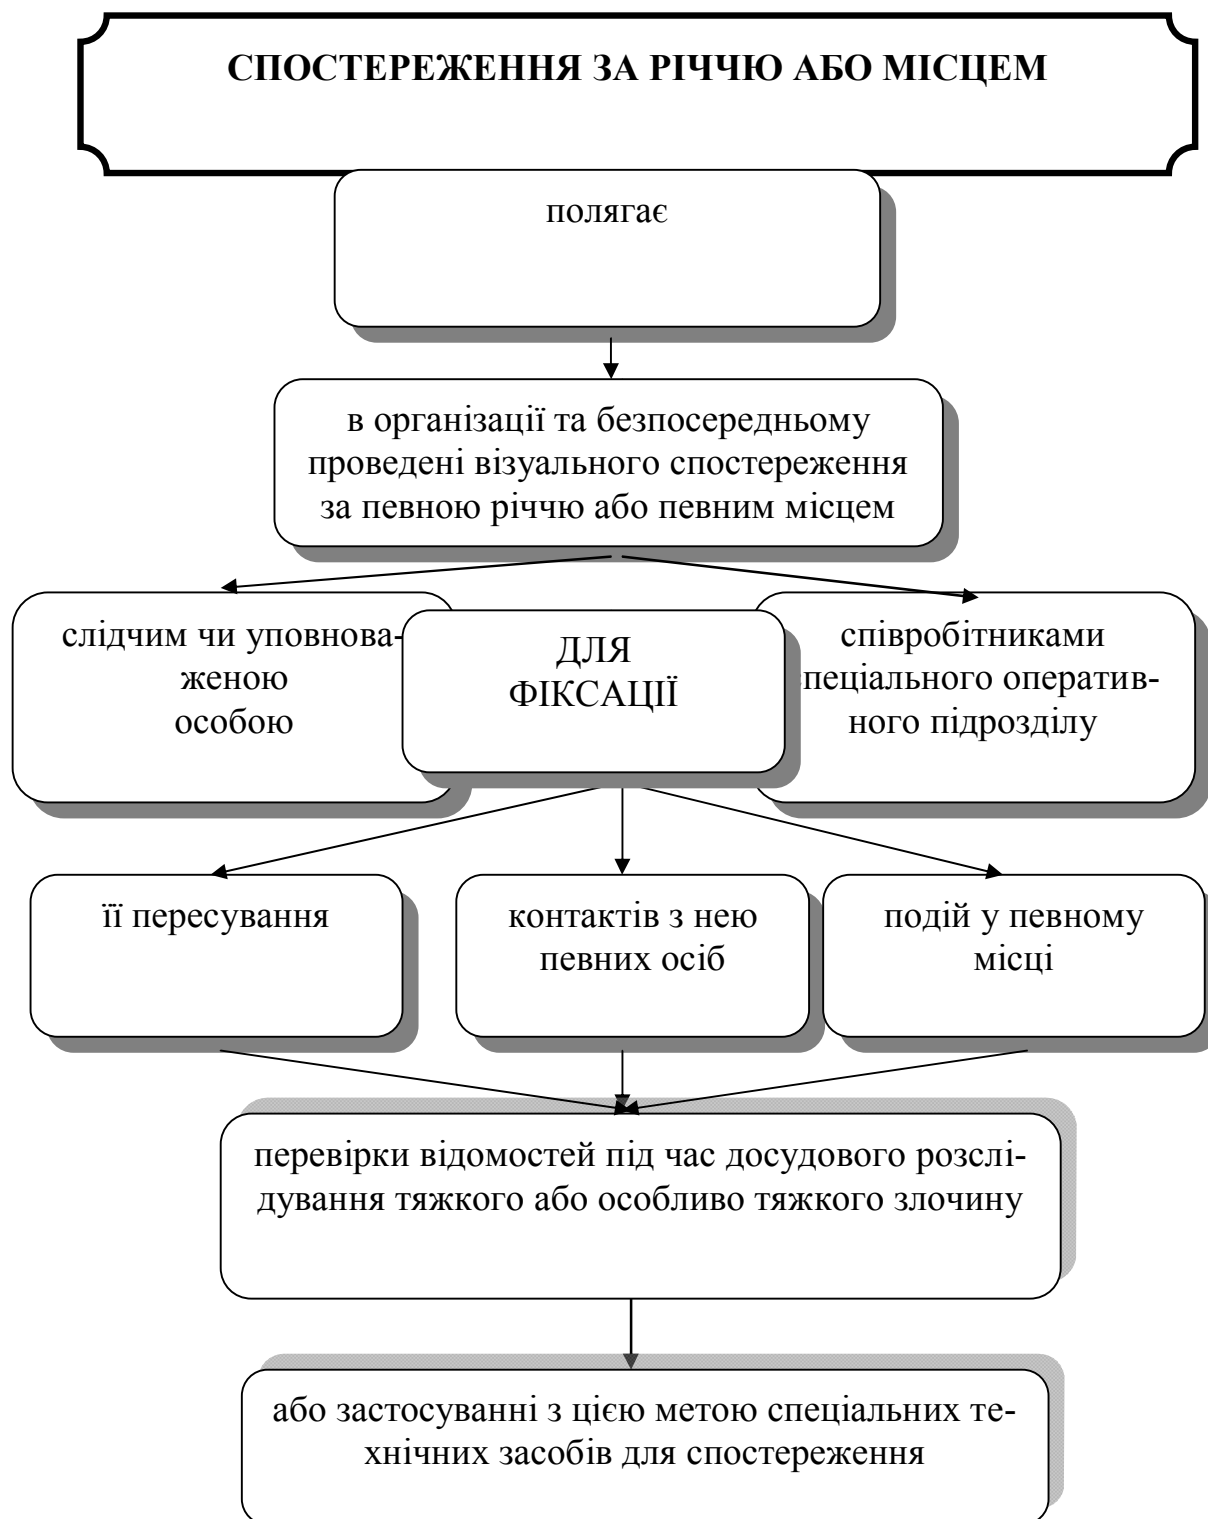 СПОСТЕРЕЖЕННЯ ЗА РІЧЧЮ АБО МІСЦЕМ
полягає
в організації та безпосередньому
проведені візуального спостереження
за певною річчю або певним місцем
слідчим чи уповнова-
женою
особою
ДЛЯ
ФІКСАЦІЇ
співробітниками
пеціального оператив-
ного підрозділу
її пересування
контактів з нею
певних осіб
подій у певному
місці
перевірки відомостей під час досудового розслі-
дування тяжкого або особливо тяжкого злочину
або застосуванні з цією метою спеціальних те-
хнічних засобів для спостереження